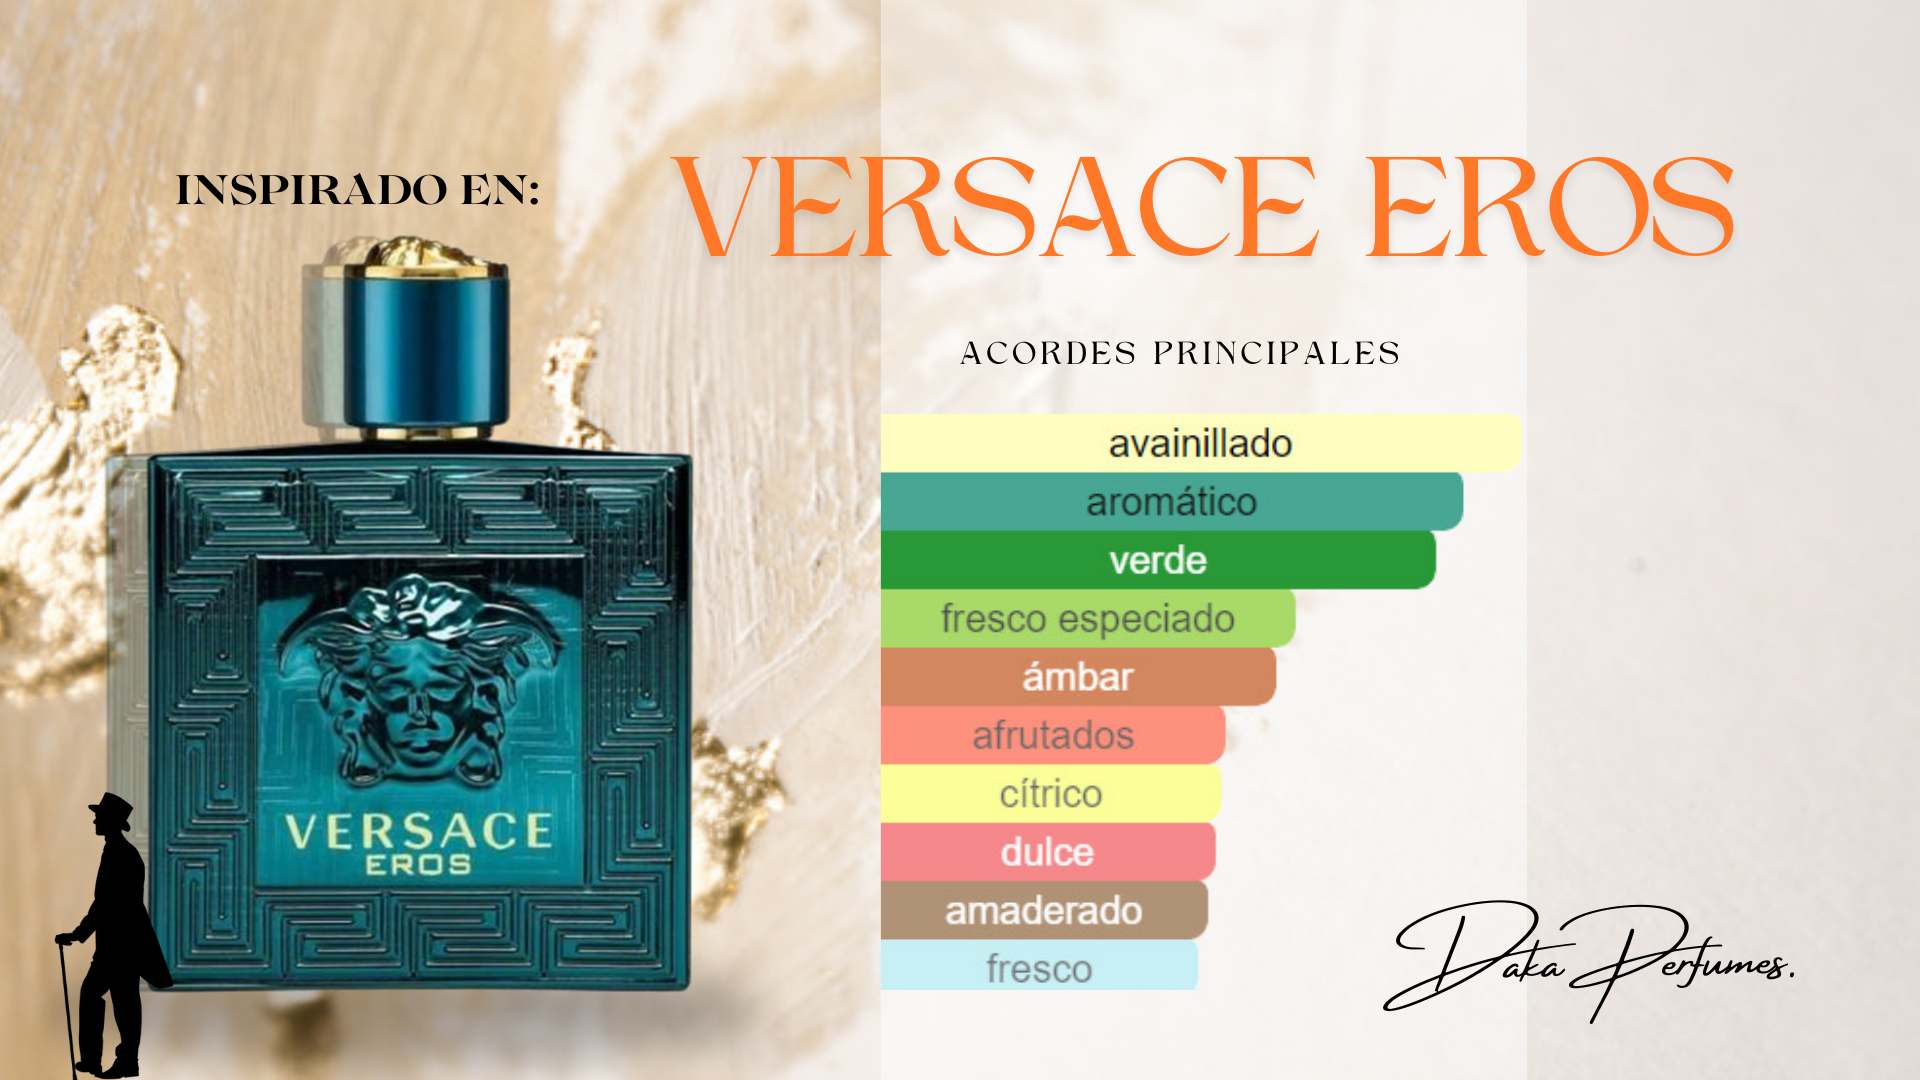 INSPIRADO EN:
VERSACE EROS
ACORDES PRINCIPALES
avainillado
aromático
verde
fresco especiado
ámbar
afrutados
cítrico
dulce
amaderado
fresco
VERSACE
EROS
Daka Perfumes.